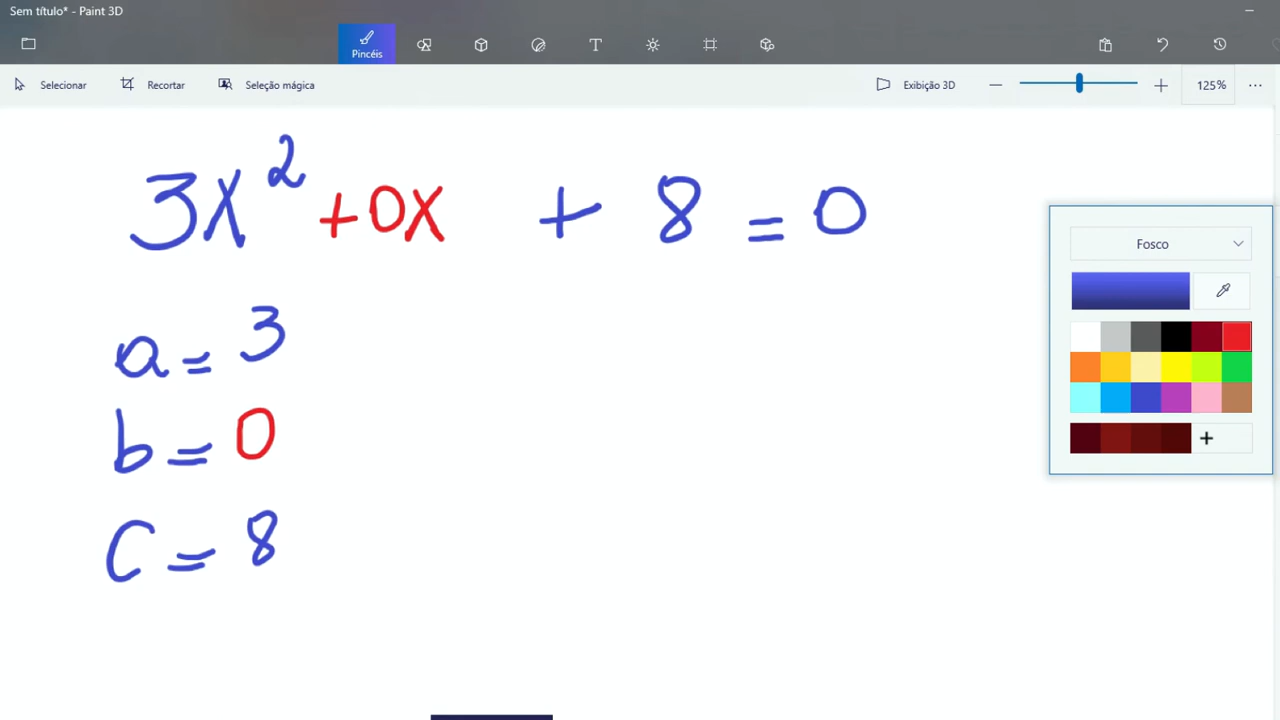 Sem título* - Paint 3D
Pincéis
Selecionar Recortar Seleção mágica Exibição 3D 125%
3x² +0x + 8 = 0
Fosco
a = 3
b = 0
C = 8